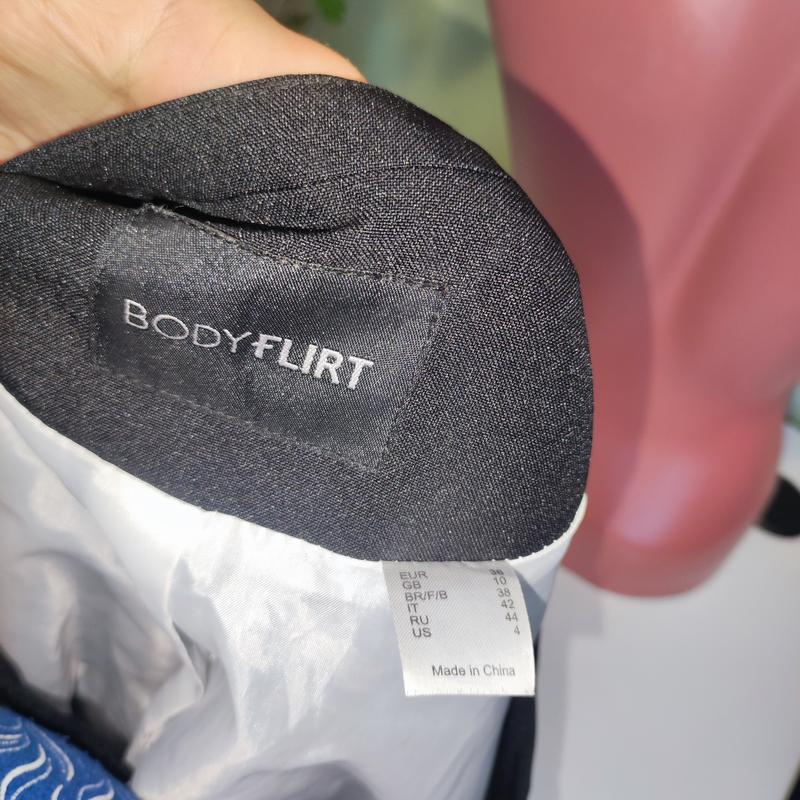 BODYFLIRT
EUR 36
GB 10
BR/F/B 38
IT 42
RU 44
US 4
Made in China